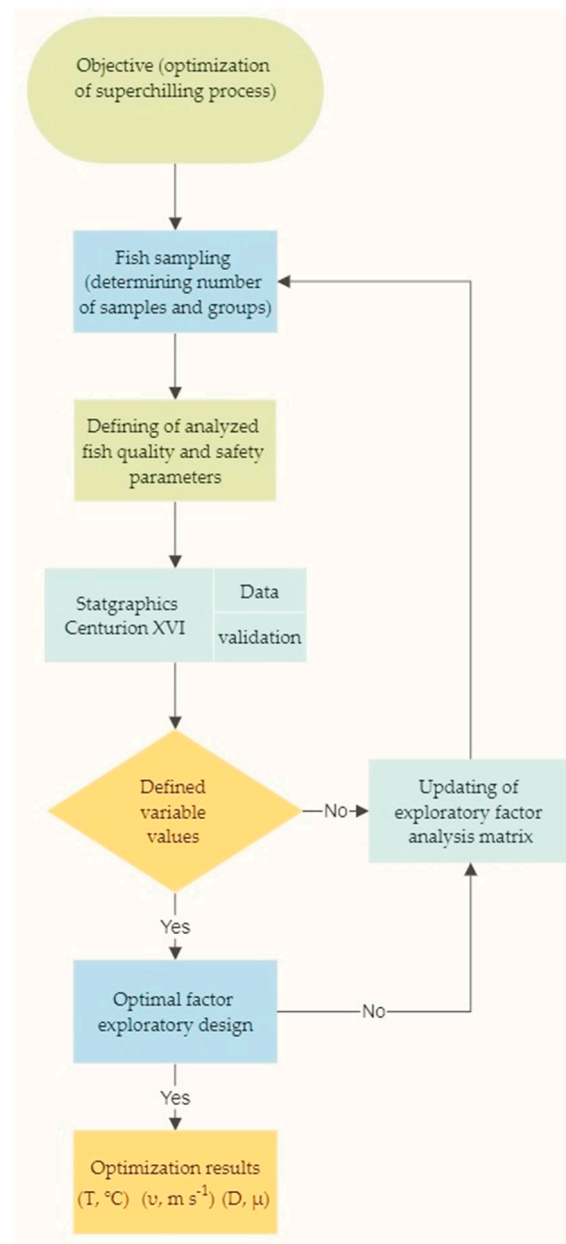 Objective (optimization
of superchilling process)
Fish sampling
(determining number
of samples and groups)
Defining of analyzed
fish quality and safety
parameters
Statgraphics
Centurion XVI
Data
validation
Defined
variable
values
No
Updating of
exploratory factor
analysis matrix
Yes
Optimal factor
exploratory design
No
Yes
Optimization results
(T, °C) (υ, m s⁻¹) (D, μ)